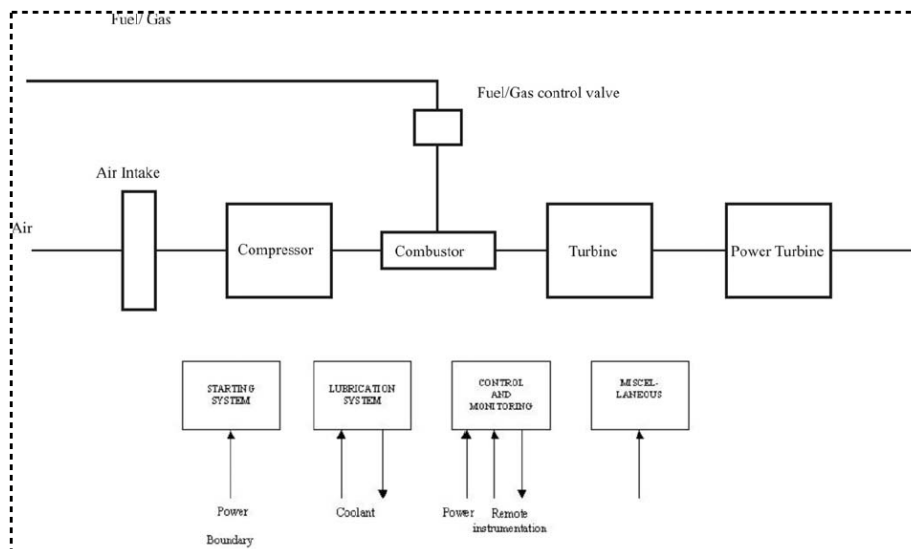 Fuel/ Gas
Fuel/Gas control valve
Air Intake
Air
Compressor
Combustor
Turbine
Power Turbine
STARTING
SYSTEM
LUBRICATION
SYSTEM
CONTROL
AND
MONITORING
MISCEL-
LANEOUS
Power
Coolant
Power
Remote
instrumentation
Boundary